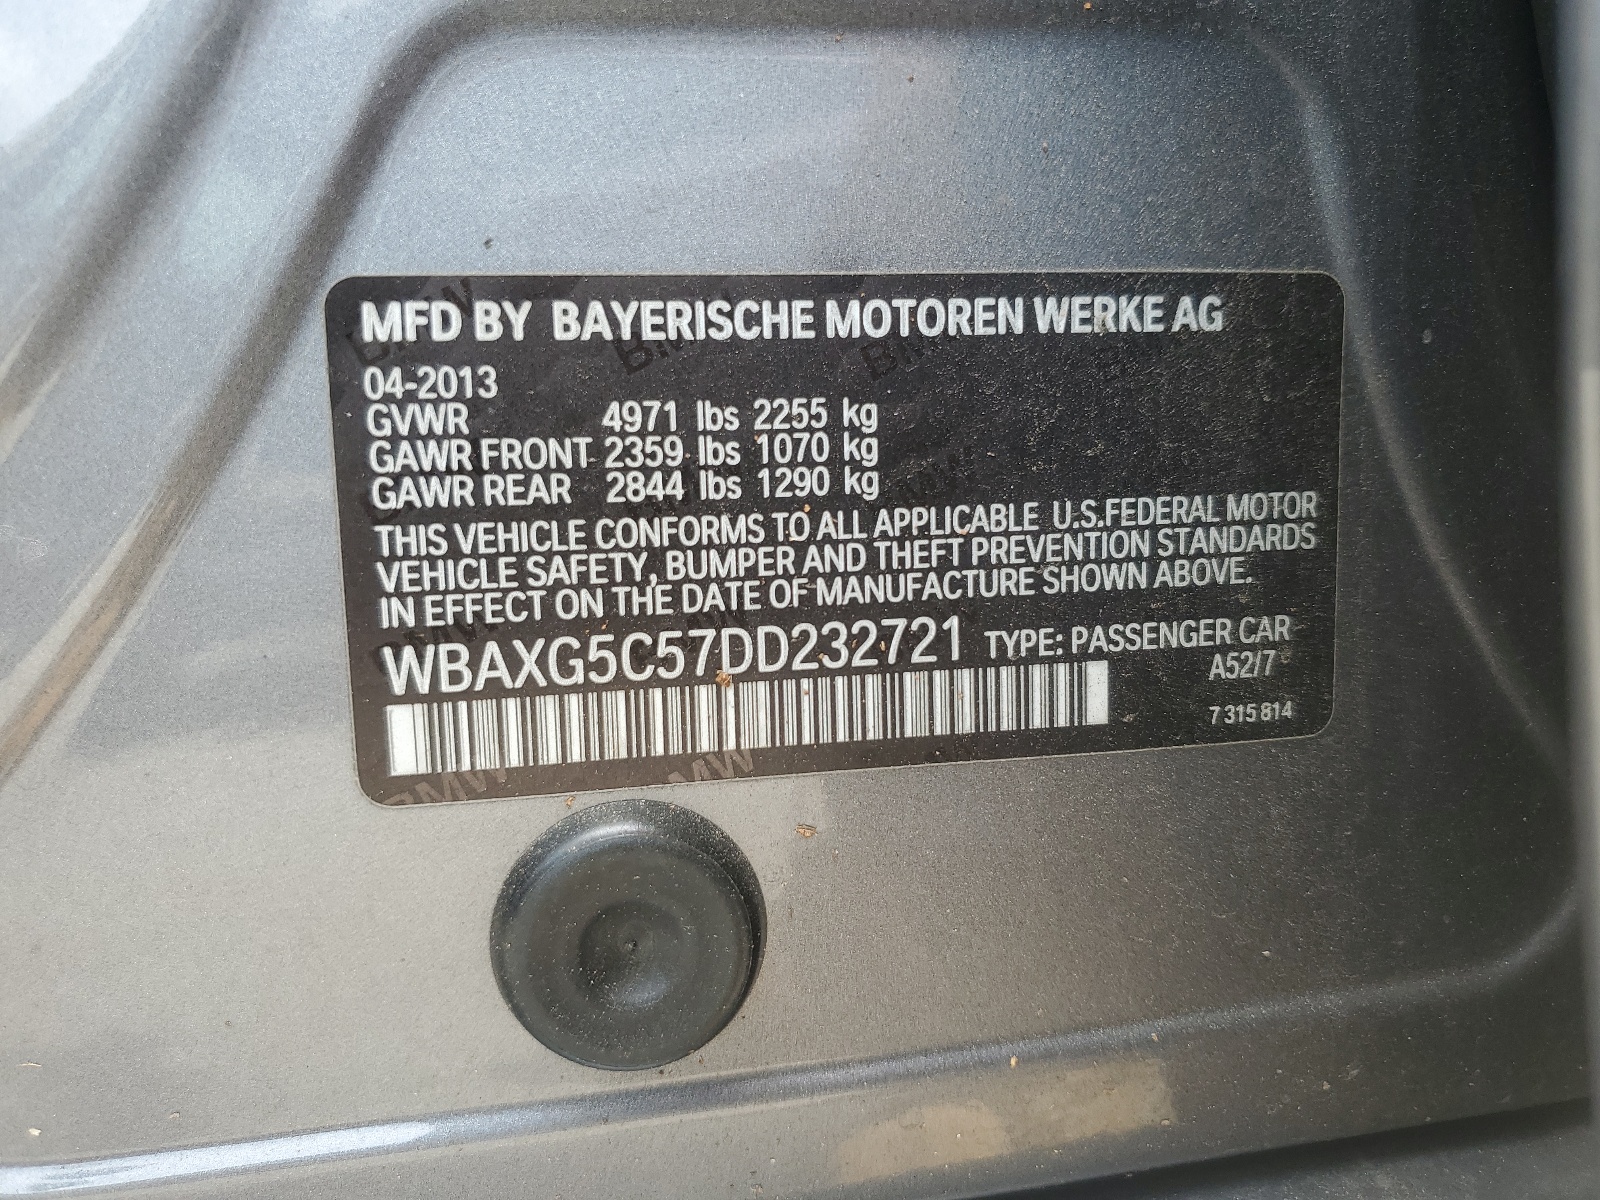 MFD BY BAYERISCHE MOTOREN WERKE AG
04-2013
GVWR 4971 lbs 2255 kg
GAWR FRONT 2359 lbs 1070 kg
GAWR REAR 2844 lbs 1290 kg
THIS VEHICLE CONFORMS TO ALL APPLICABLE U.S.FEDERAL MOTOR
VEHICLE SAFETY, BUMPER AND THEFT PREVENTION STANDARDS
IN EFFECT ON THE DATE OF MANUFACTURE SHOWN ABOVE.
WBAXG5C57DD232721 TYPE: PASSENGER CAR
A52/7
7 315 814